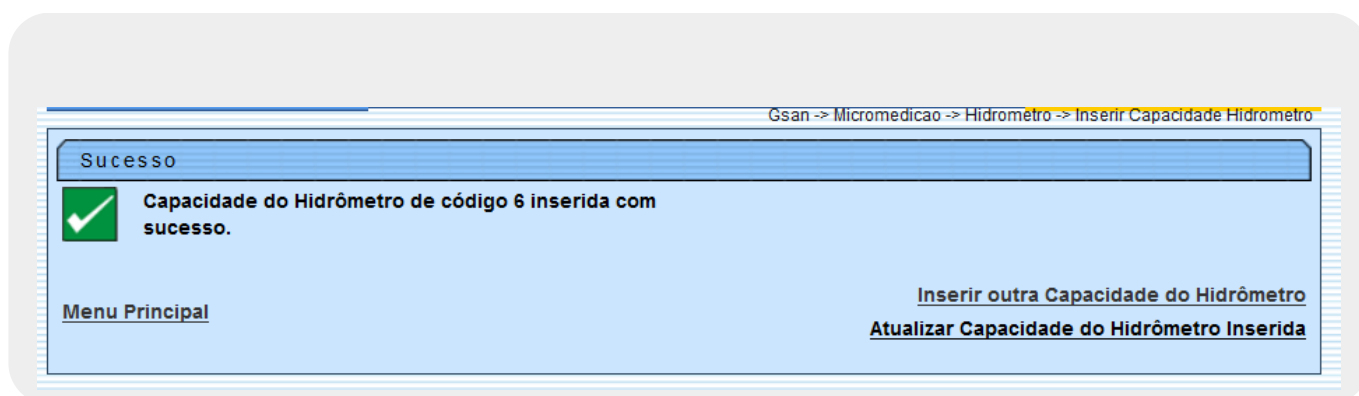 Gsan -> Micromedicao -> Hidrometro -> Inserir Capacidade Hidrometro
Sucesso
Capacidade do Hidrômetro de código 6 inserida com
sucesso.
Inserir outra Capacidade do Hidrômetro
Menu Principal
Atualizar Capacidade do Hidrômetro Inserida